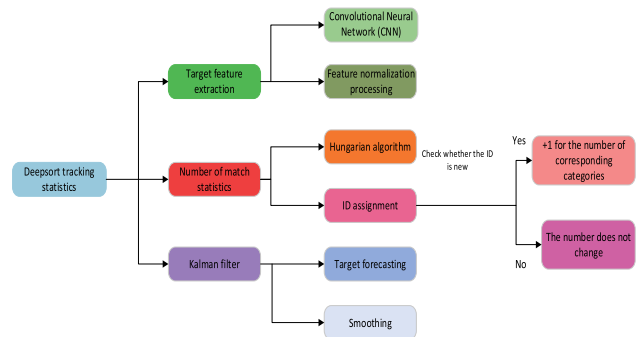 Deepsort tracking
statistics
Target feature
extraction
Convolutional Neural
Network (CNN)
Feature normalization
processing
Number of match
statistics
Hungarian algorithm
ID assignment
Check whether the ID
is new
Yes
+1 for the number of
corresponding
categories
No
The number does not
change
Kalman filter
Target forecasting
Smoothing